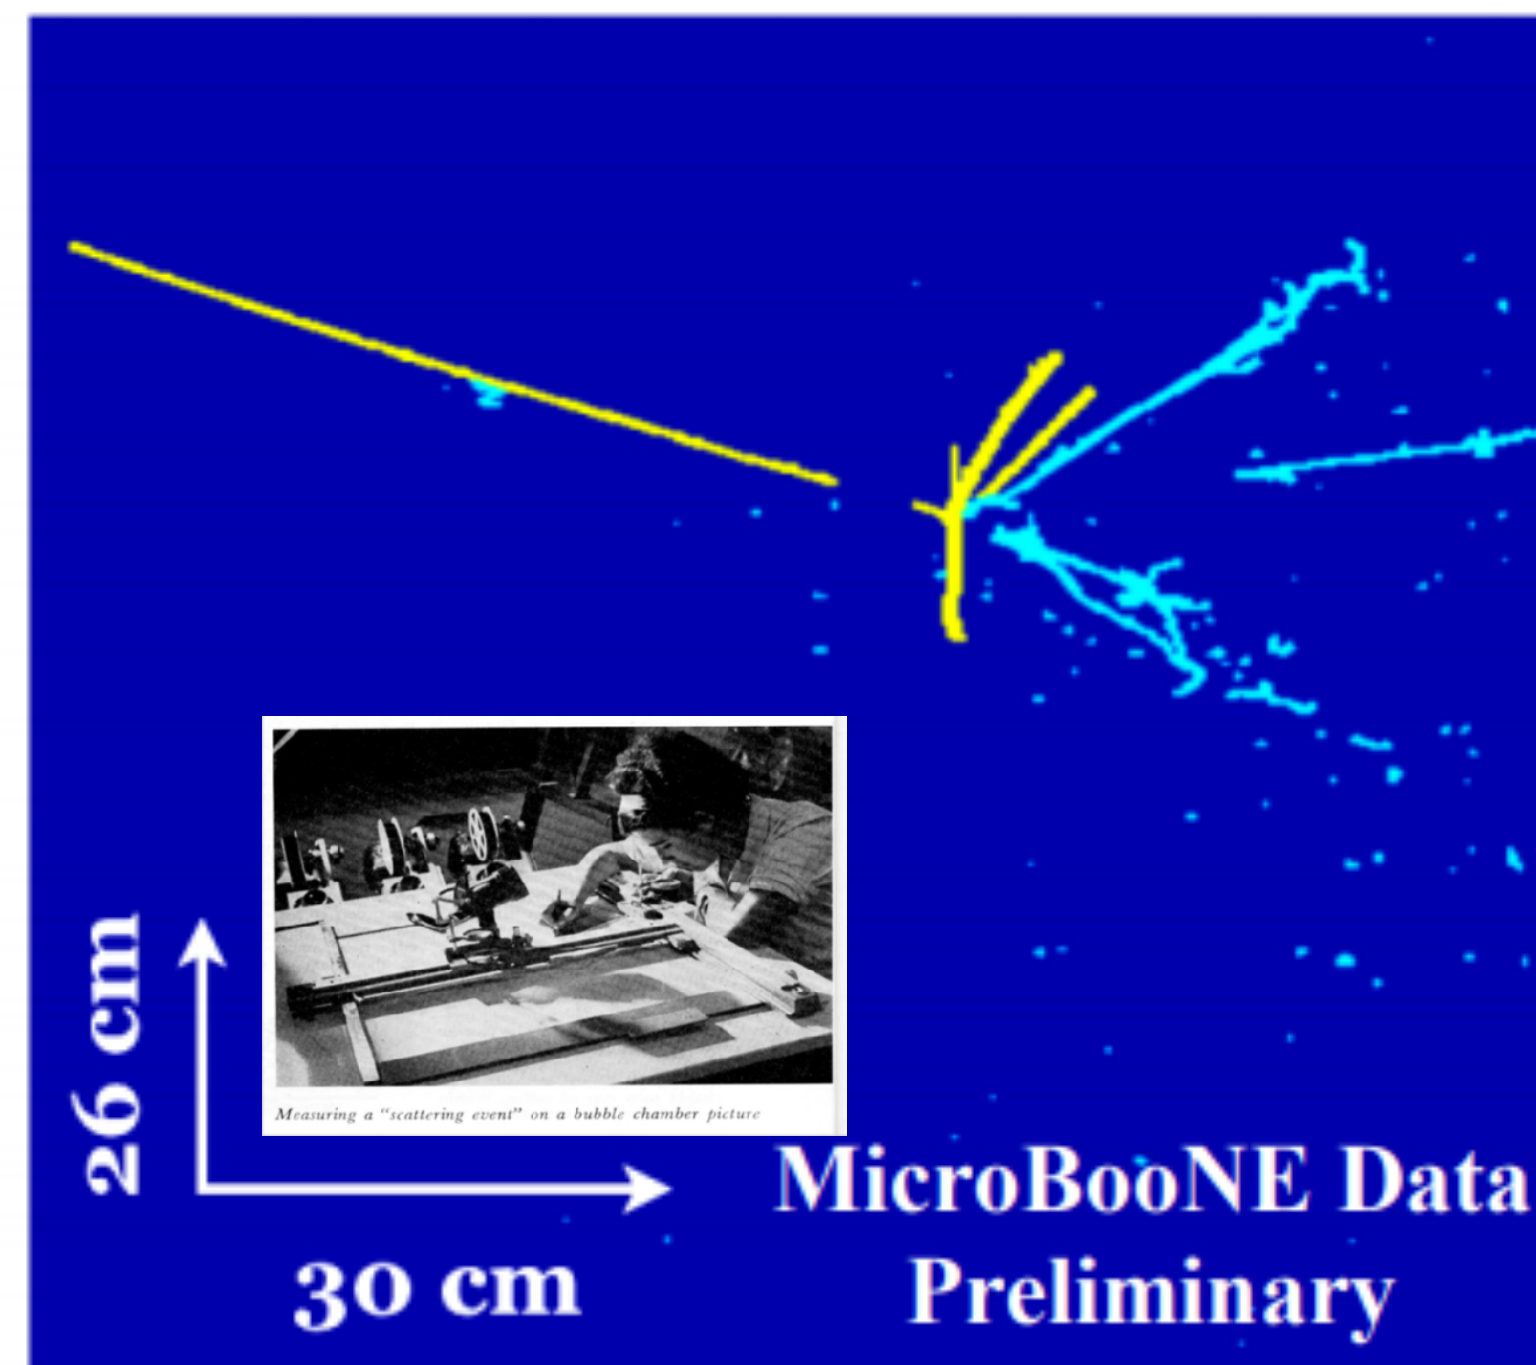 Measuring a "scattering event" on a bubble chamber picture
26 cm
30 cm
MicroBooNE Data
Preliminary